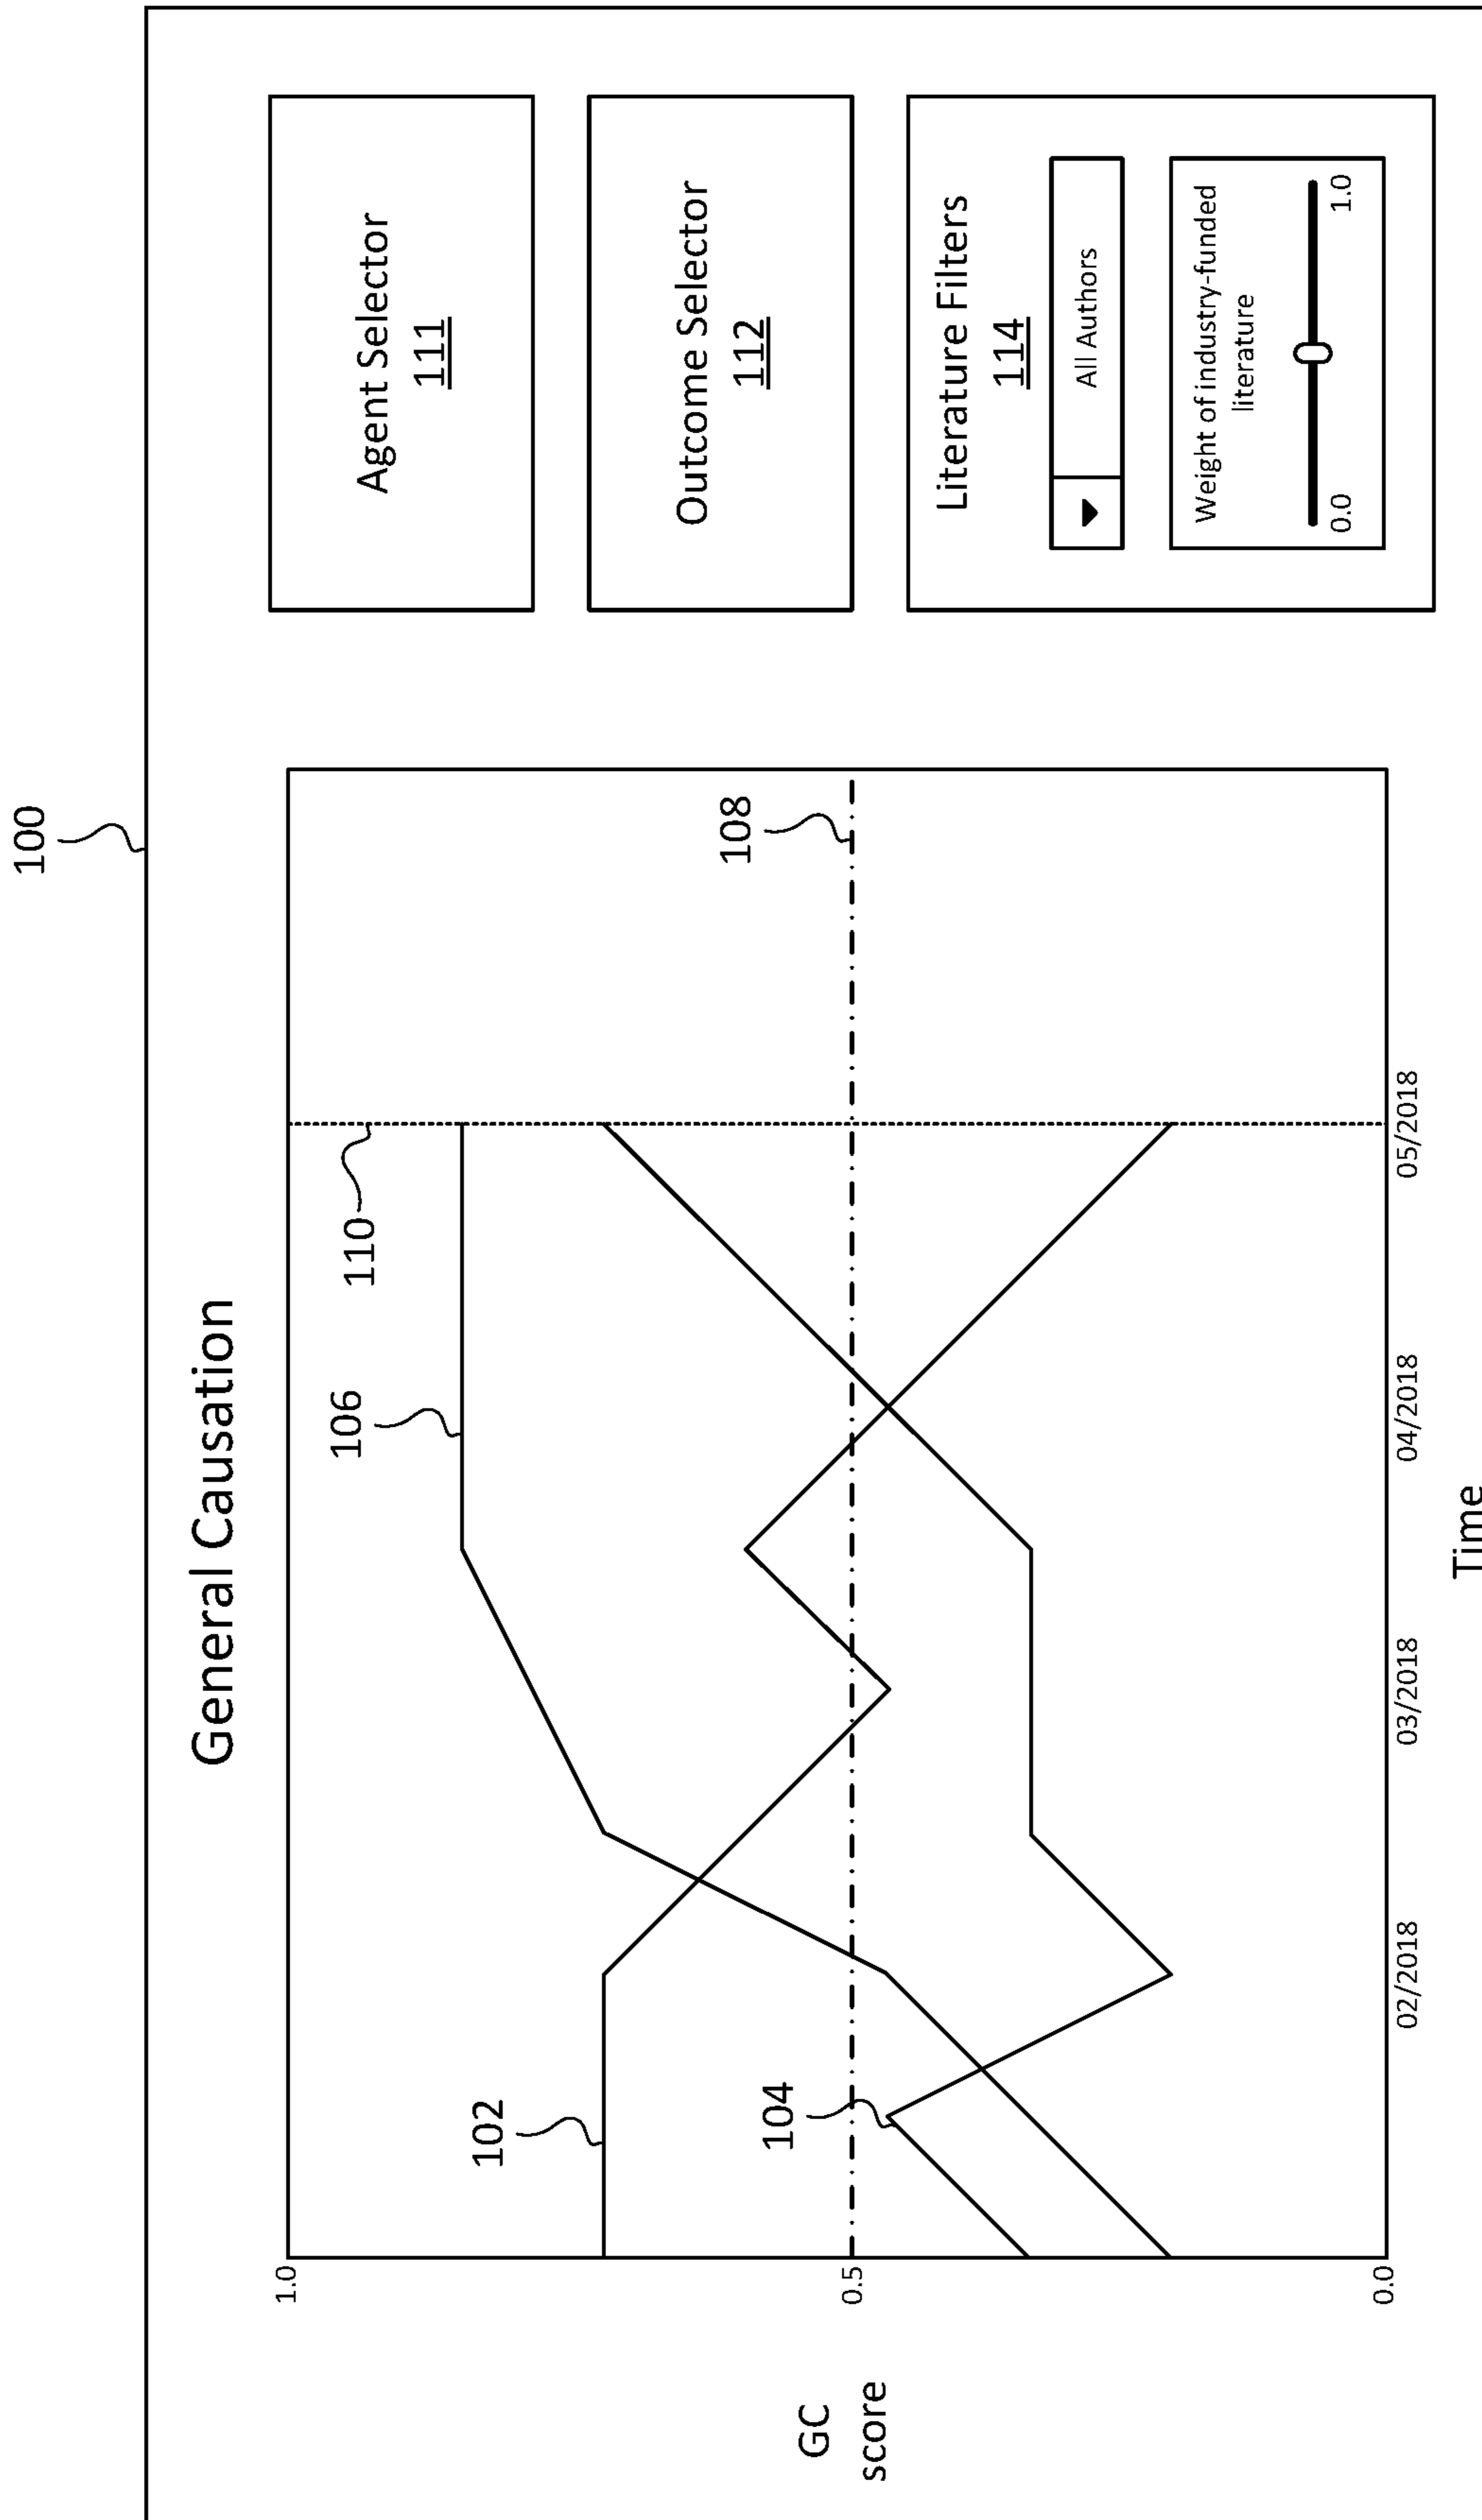 100
General Causation
1.0
0.5
0.0
GC
score
102
104
106
110
108
02/2018
03/2018
04/2018
05/2018
Time
Agent Selector
111
Outcome Selector
112
Literature Filters
114
All Authors
Weight of industry-funded
literature
0.0
1.0